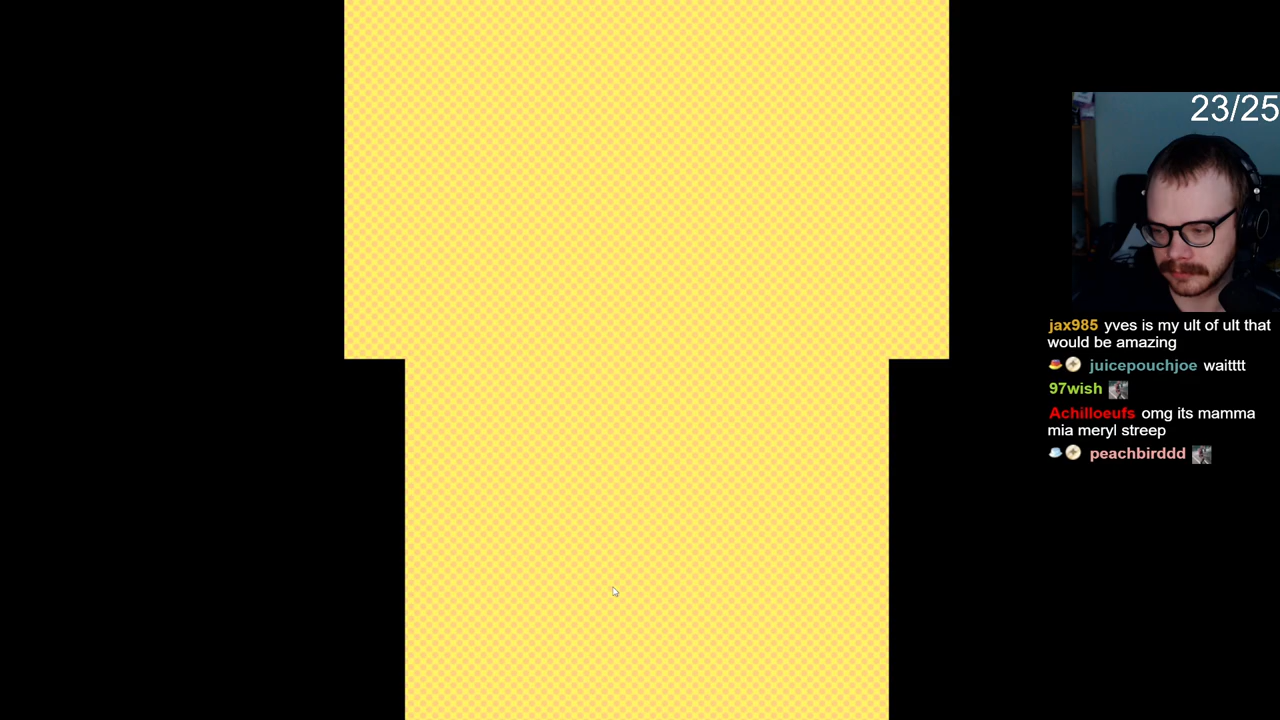 23/25
jax985 yves is my ult of ult that
would be amazing
juicepouchjoe waitttt
97wish
Achilloeufs omg its mamma
mia meryl streep
peachbirddd